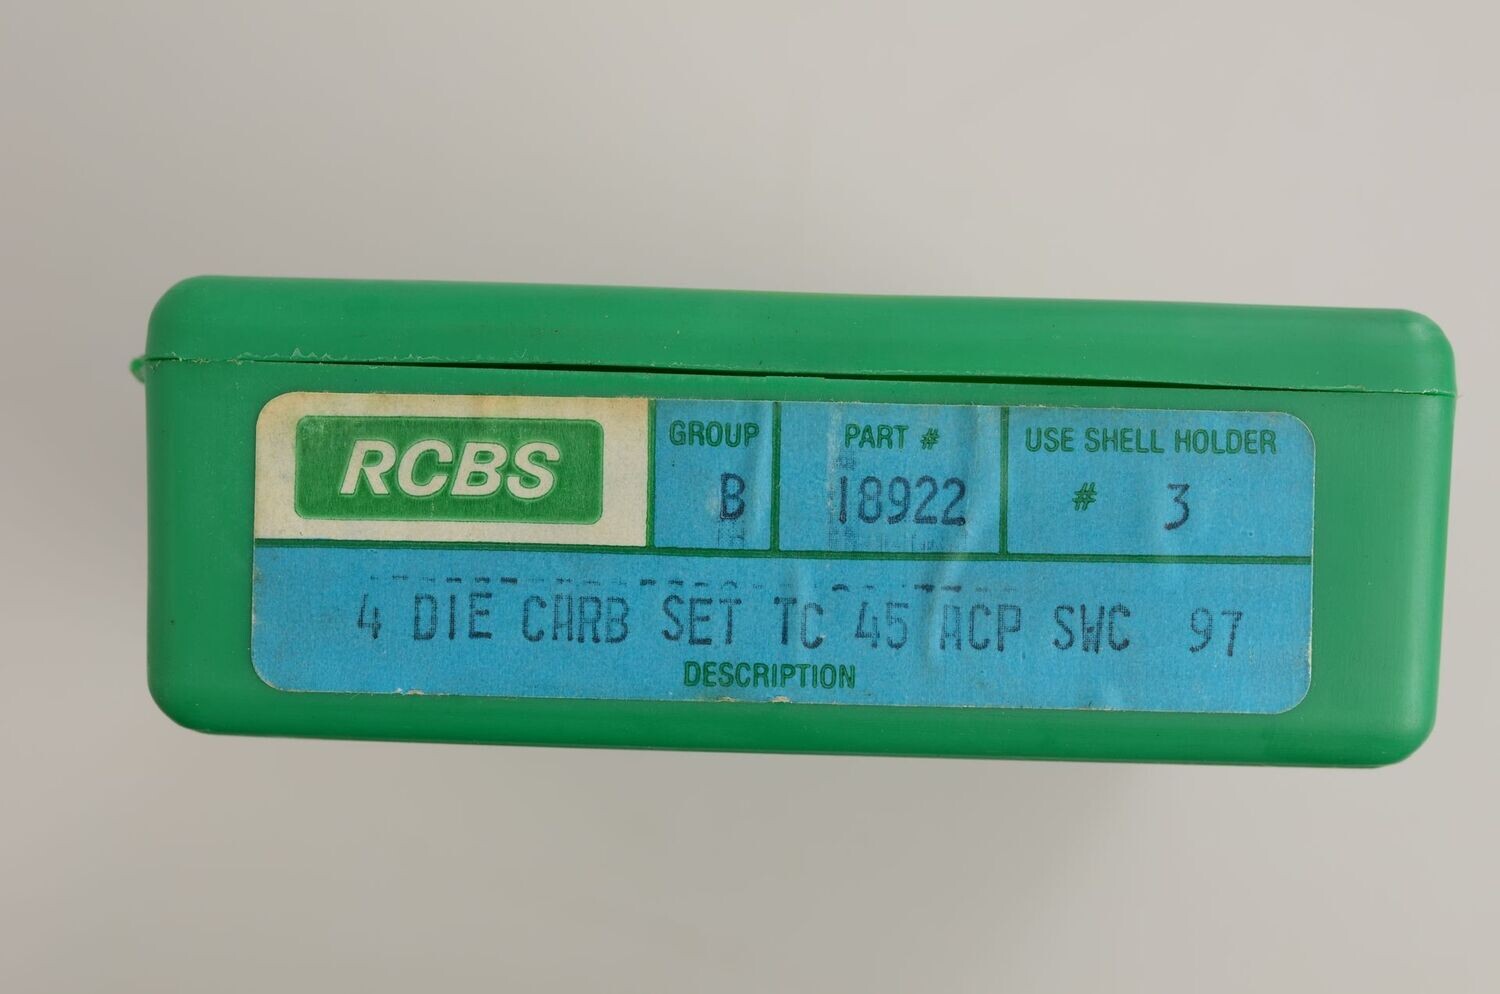 RCBS
GROUP
B
PART #
18922
USE SHELL HOLDER
# 3
4 DIE CARB SET TC 45 ACP SWC 97
DESCRIPTION